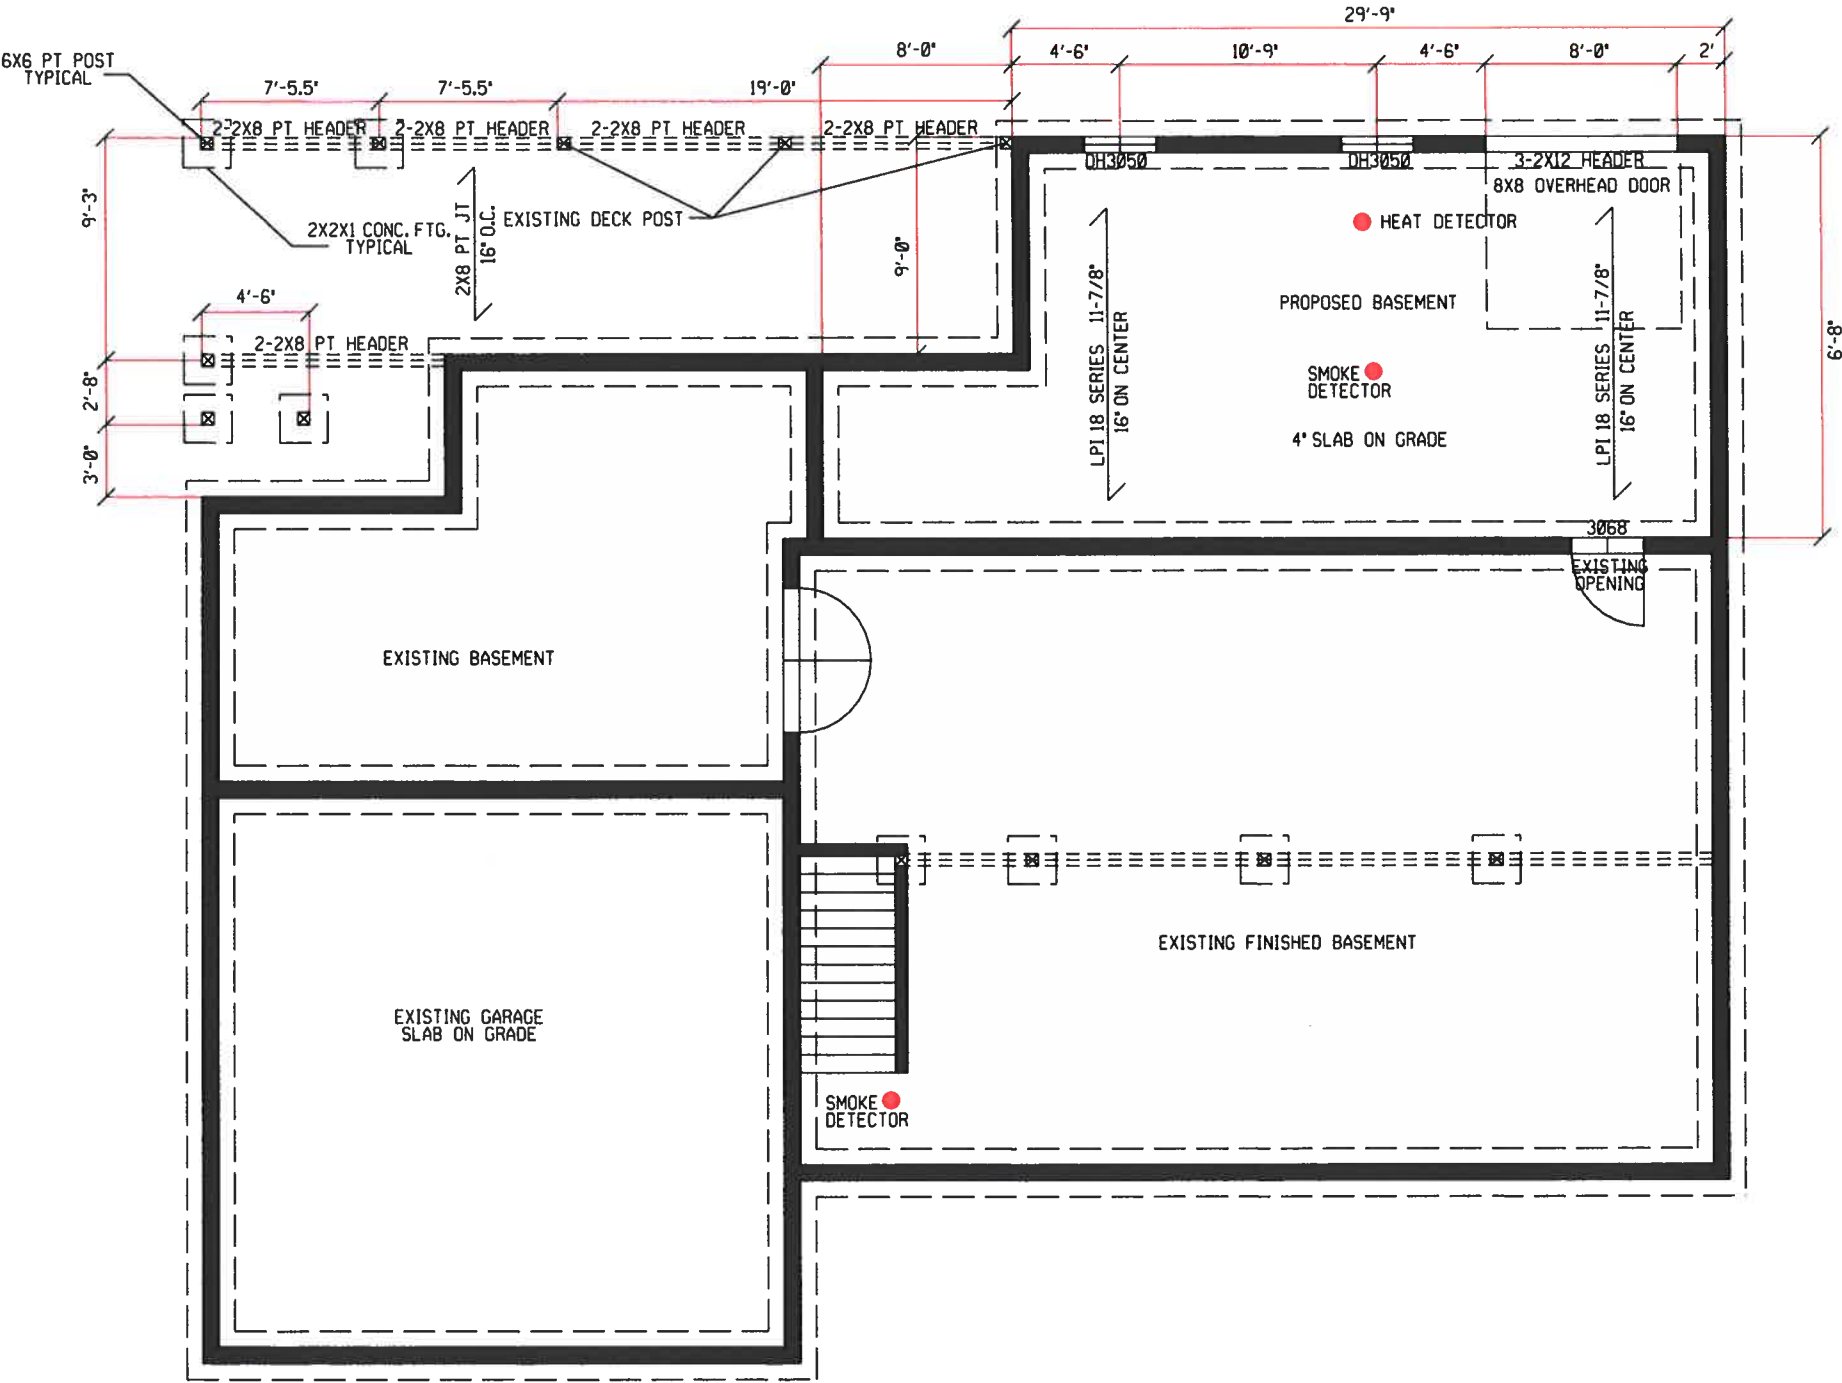 29'-9"
8'-0"
4'-6"
10'-9"
4'-6"
8'-0"
2'
6X6 PT POST
TYPICAL
7'-5.5"
7'-5.5"
19'-0"
2-2X8 PT HEADER
2-2X8 PT HEADER
2-2X8 PT HEADER
2-2X8 PT HEADER
DH3050
DH3050
3-2X12 HEADER
8X8 OVERHEAD DOOR
9'-3"
2X2X1 CONC. FTG.
TYPICAL
2X8 PT JT
16" O.C.
EXISTING DECK POST
9'-0"
HEAT DETECTOR
PROPOSED BASEMENT
LPI 18 SERIES 11-7/8"
16" ON CENTER
LPI 18 SERIES 11-7/8"
16" ON CENTER
6'-8"
4'-6"
2-2X8 PT HEADER
2'-8"
3'-0"
SMOKE
DETECTOR
4" SLAB ON GRADE
3068
EXISTING
OPENING
EXISTING BASEMENT
EXISTING FINISHED BASEMENT
EXISTING GARAGE
SLAB ON GRADE
SMOKE
DETECTOR